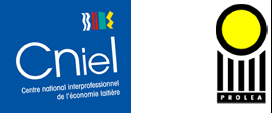 Cniel
Centre national interprofessionnel
de l'économie laitière
PROLEA